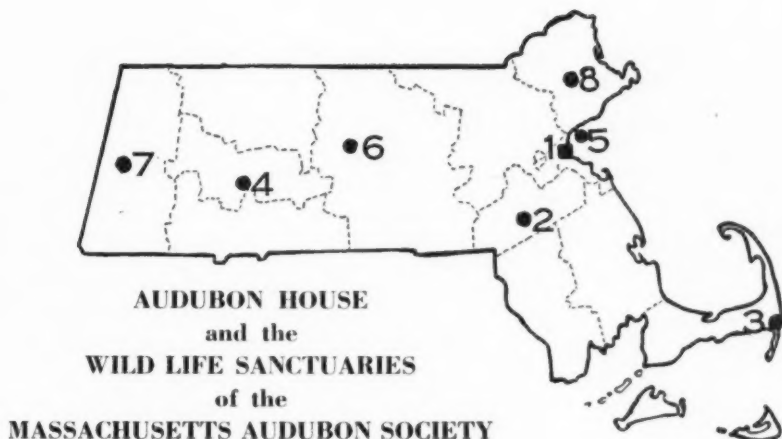 8
5
1
6
7
4
2
3
AUDUBON HOUSE
and the
WILD LIFE SANCTUARIES
of the
MASSACHUSETTS AUDUBON SOCIETY